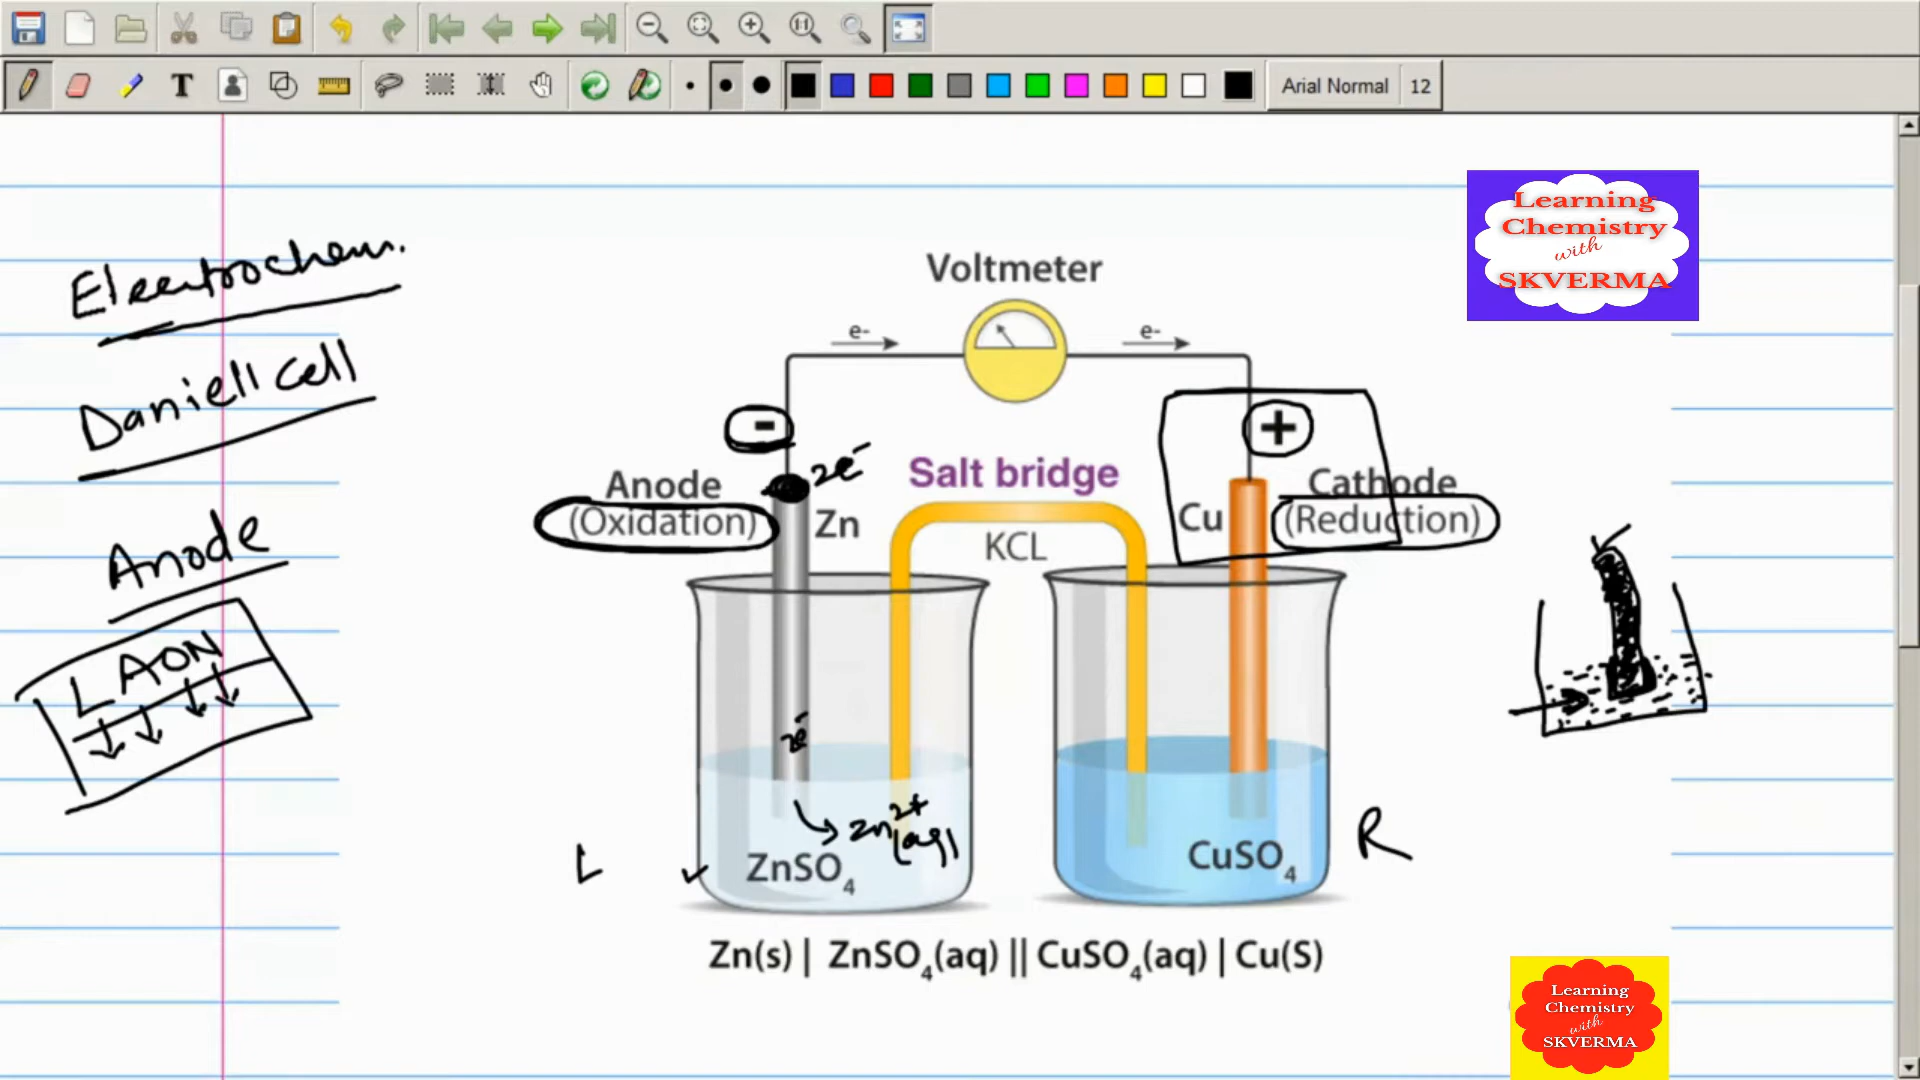 Arial Normal 12
Learning
Chemistry
with
SKVERMA
Electrochem.
Daniell cell
Anode
LAON
Voltmeter
e- e-
- +
2e-
Anode
(Oxidation)
Zn
Salt bridge
KCL
Cu
Cathode
(Reduction)
2e-
Zn2+
(aq)
ZnSO4
CuSO4
L
R
Zn(s) | ZnSO4(aq) || CuSO4(aq) | Cu(S)
Learning
Chemistry
with
SKVERMA